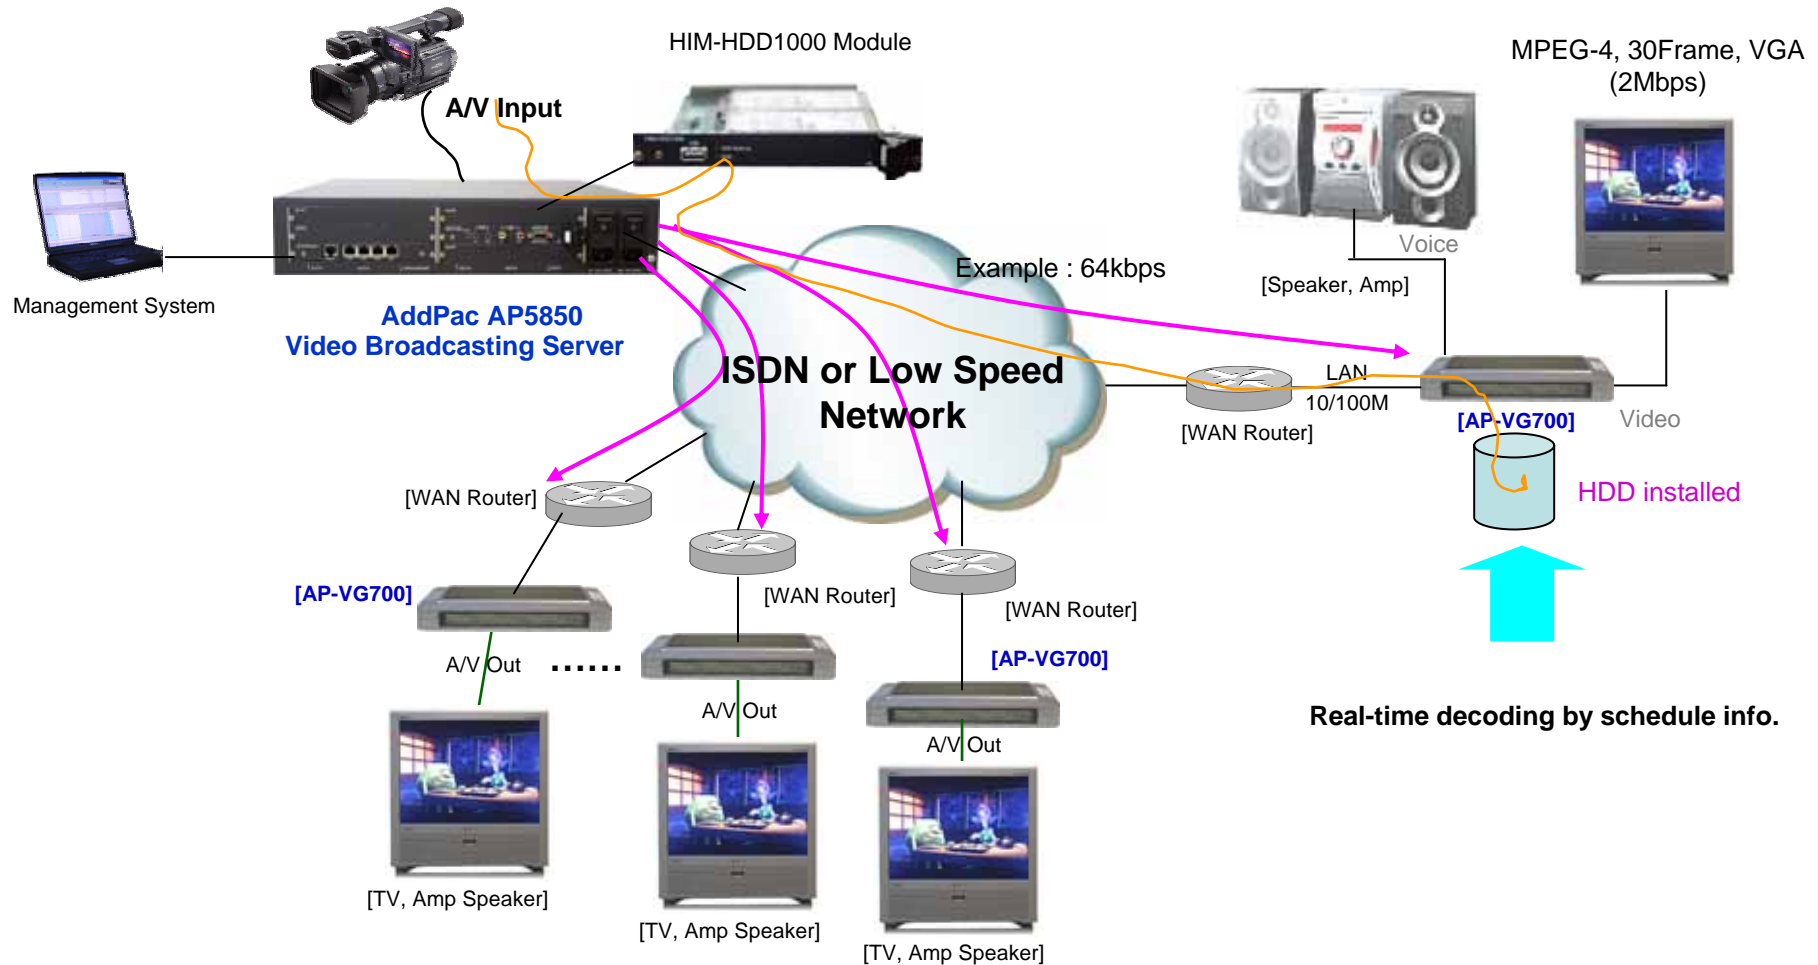 HIM-HDD1000 Module
MPEG-4, 30Frame, VGA
(2Mbps)
A/V Input
Voice
Example : 64kbps
[Speaker, Amp]
Management System
AddPac AP5850
Video Broadcasting Server
ISDN or Low Speed
Network
LAN
10/100M
[WAN Router]
[AP-VG700]
Video
HDD installed
[WAN Router]
[AP-VG700]
[WAN Router]
[WAN Router]
A/V Out
......
[AP-VG700]
A/V Out
A/V Out
Real-time decoding by schedule info.
[TV, Amp Speaker]
[TV, Amp Speaker]
[TV, Amp Speaker]